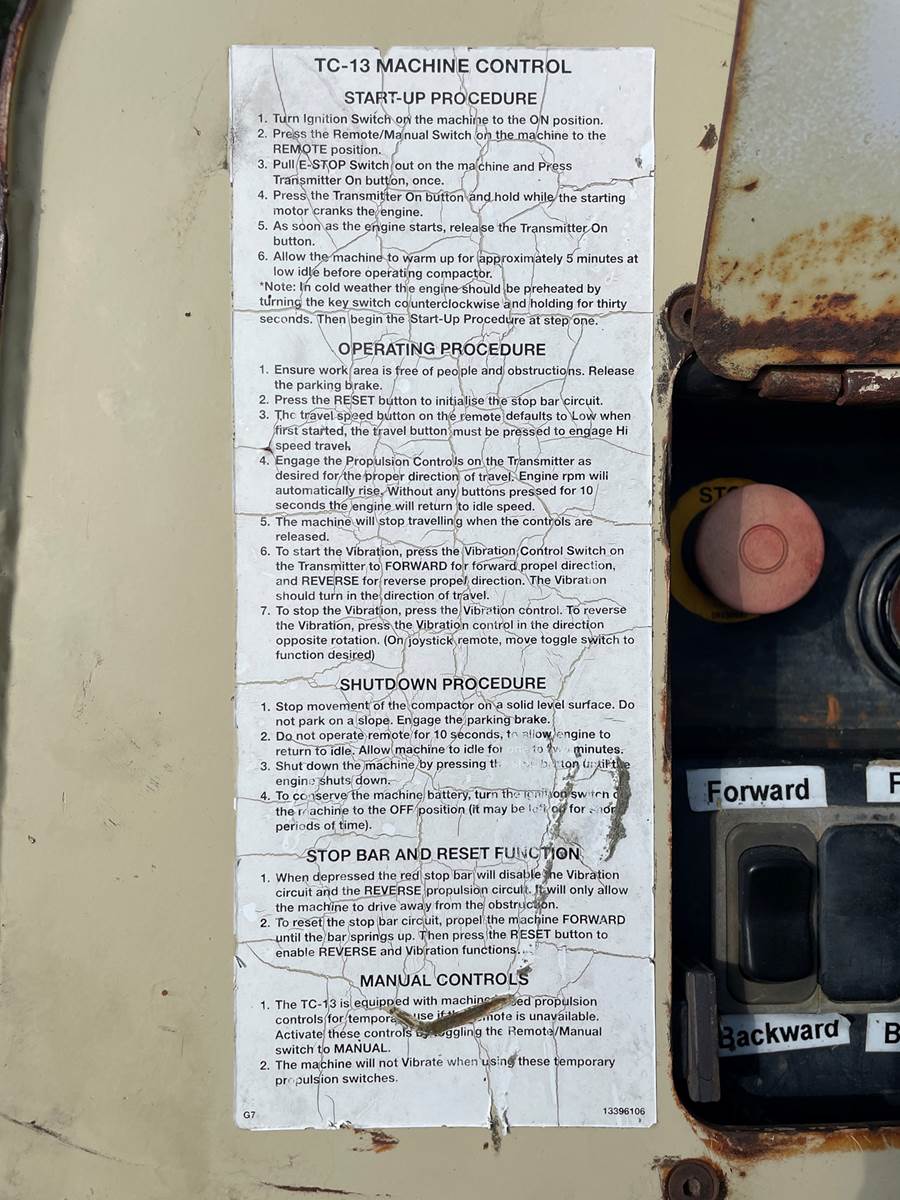 TC-13 MACHINE CONTROL
START-UP PROCEDURE
1. Turn Ignition Switch on the machine to the ON position.
2. Press the Remote/Manual Switch on the machine to the
REMOTE position.
3. Pull E-STOP Switch out on the machine and Press
Transmitter On button, once.
4. Press the Transmitter On button and hold while the starting
motor cranks the engine.
5. As soon as the engine starts, release the Transmitter On
button.
6. Allow the machine to warm up for approximately 5 minutes at
low idle before operating compactor.
*Note: In cold weather the engine should be preheated by
turning the key switch counterclockwise and holding for thirty
seconds. Then begin the Start-Up Procedure at step one.
OPERATING PROCEDURE
1. Ensure work area is free of people and obstructions. Release
the parking brake.
2. Press the RESET button to initialise the stop bar circuit.
3. The travel speed button on the remote defaults to Low when
first started, the travel button must be pressed to engage Hi
speed travel.
4. Engage the Propulsion Controls on the Transmitter as
desired for the proper direction of travel. Engine rpm will
automatically rise. Without any buttons pressed for 10
seconds the engine will return to idle speed.
5. The machine will stop travelling when the controls are
released.
6. To start the Vibration, press the Vibration Control Switch on
the Transmitter to FORWARD for forward propel direction,
and REVERSE for reverse propel direction. The Vibration
should turn in the direction of travel.
7. To stop the Vibration, press the Vibration control. To reverse
the Vibration, press the Vibration control in the direction
opposite rotation. (On joystick remote, move toggle switch to
function desired)
SHUTDOWN PROCEDURE
1. Stop movement of the compactor on a solid level surface. Do
not park on a slope. Engage the parking brake.
2. Do not operate remote for 10 seconds, to allow engine to
return to idle. Allow machine to idle for one to two minutes.
3. Shut down the machine by pressing button until the
engine shuts down.
4. To conserve the machine battery, turn the ignition switch
the machine to the OFF position (it may be left on for short
periods of time).
STOP BAR AND RESET FUNCTION
1. When depressed the red stop bar will disable the Vibration
circuit and the REVERSE propulsion circuit. It will only allow
the machine to drive away from the obstruction.
2. To reset the stop bar circuit, propel the machine FORWARD
until the bar springs up. Then press the RESET button to
enable REVERSE and Vibration functions.
MANUAL CONTROLS
1. The TC-13 is equipped with machine propulsion
controls for temporary use if the remote is unavailable.
Activate these controls by toggling the Remote/Manual
switch to MANUAL.
2. The machine will not Vibrate when using these temporary
propulsion switches.
G7 13396106
Forward
Backward